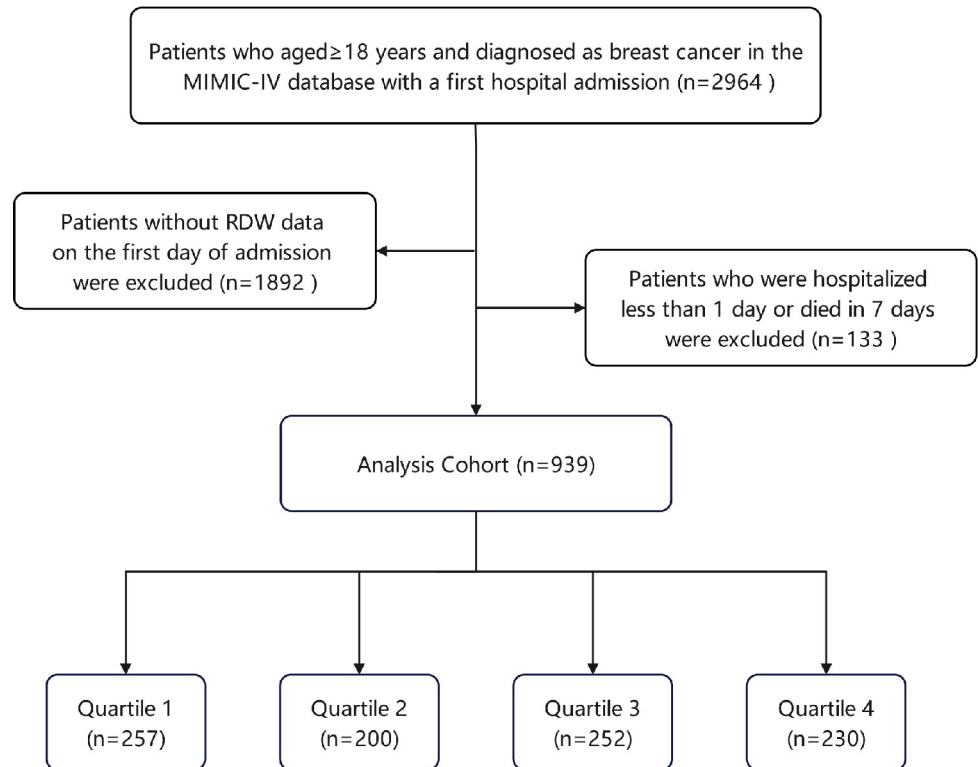 Patients who aged≥18 years and diagnosed as breast cancer in the
MIMIC-IV database with a first hospital admission (n=2964 )
Patients without RDW data
on the first day of admission
were excluded (n=1892 )
Patients who were hospitalized
less than 1 day or died in 7 days
were excluded (n=133 )
Analysis Cohort (n=939)
Quartile 1
(n=257)
Quartile 2
(n=200)
Quartile 3
(n=252)
Quartile 4
(n=230)